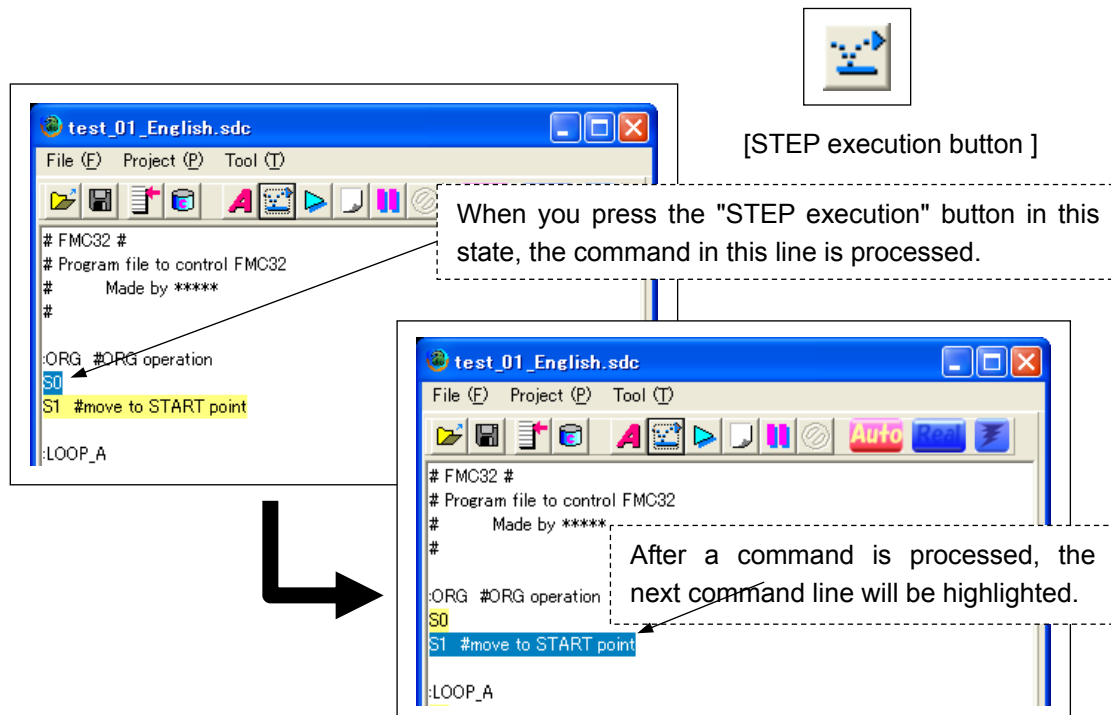 [STEP execution button ]
test_01_English.sdc
File (F) Project (P) Tool (T)
A
When you press the "STEP execution" button in this
state, the command in this line is processed.
# FMC32 #
# Program file to control FMC32
# Made by *****
#
:ORG #ORG operation
S0
S1 #move to START point
:LOOP_A
test_01_English.sdc
File (F) Project (P) Tool (T)
A Auto Real
# FMC32 #
# Program file to control FMC32
# Made by *****
#
After a command is processed, the
next command line will be highlighted.
:ORG #ORG operation
S0
S1 #move to START point
:LOOP_A